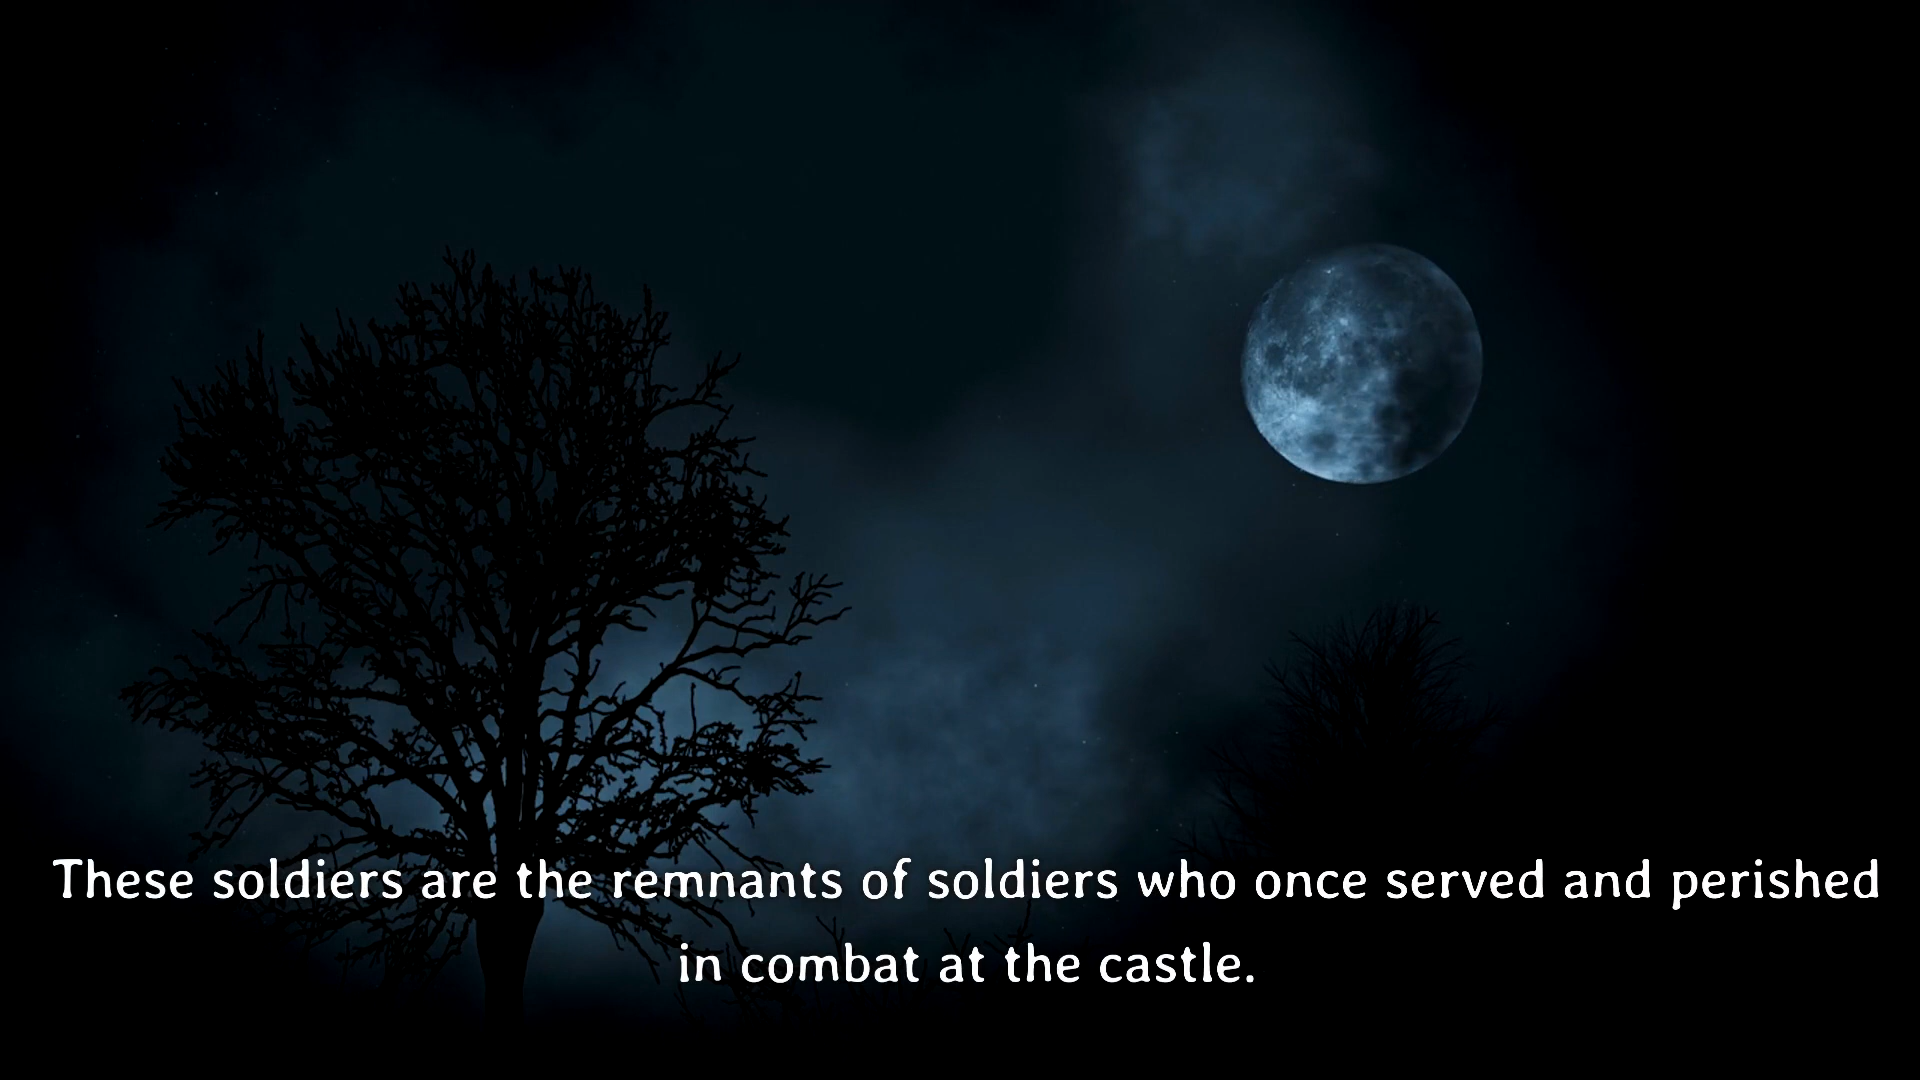 These soldiers are the remnants of soldiers who once served and perished
in combat at the castle.